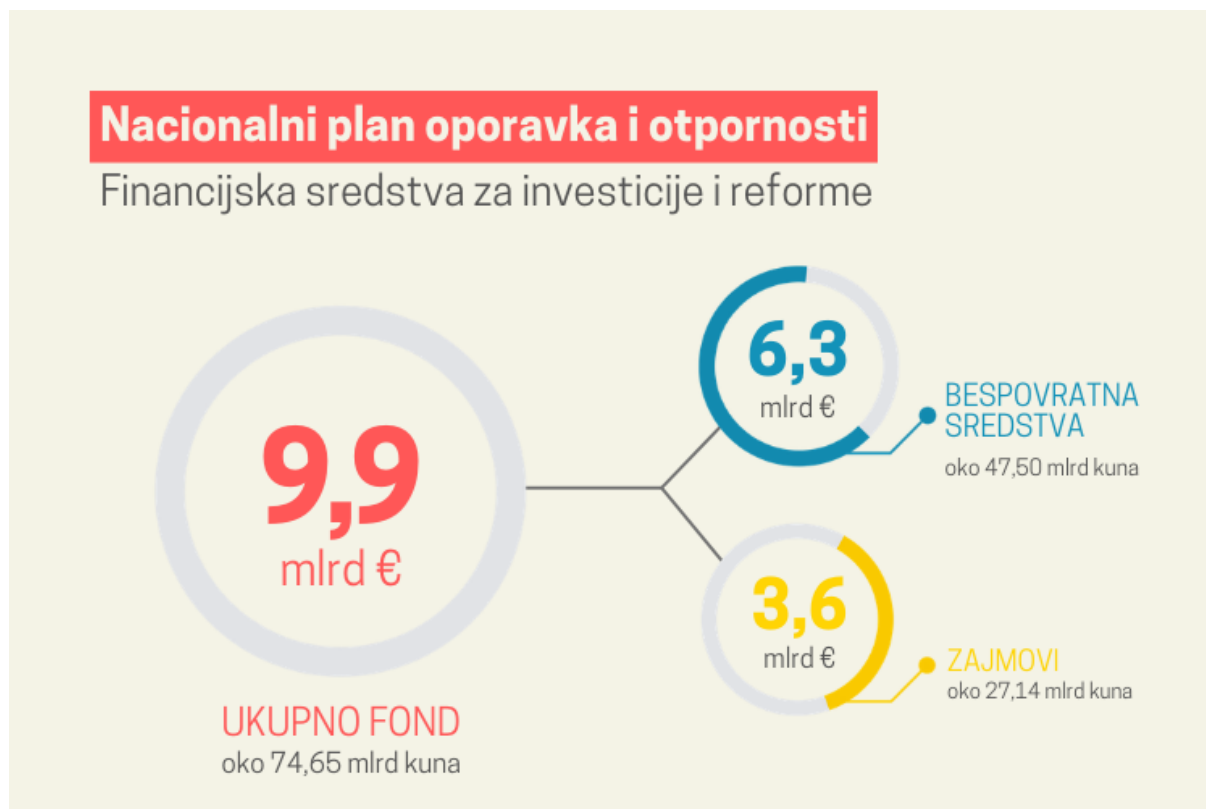 Nacionalni plan oporavka i otpornosti
Financijska sredstva za investicije i reforme
9,9
mlrd €
UKUPNO FOND
oko 74,65 mlrd kuna
6,3
mlrd €
BESPOVRATNA
SREDSTVA
oko 47,50 mlrd kuna
3,6
mlrd €
ZAJMOVI
oko 27,14 mlrd kuna